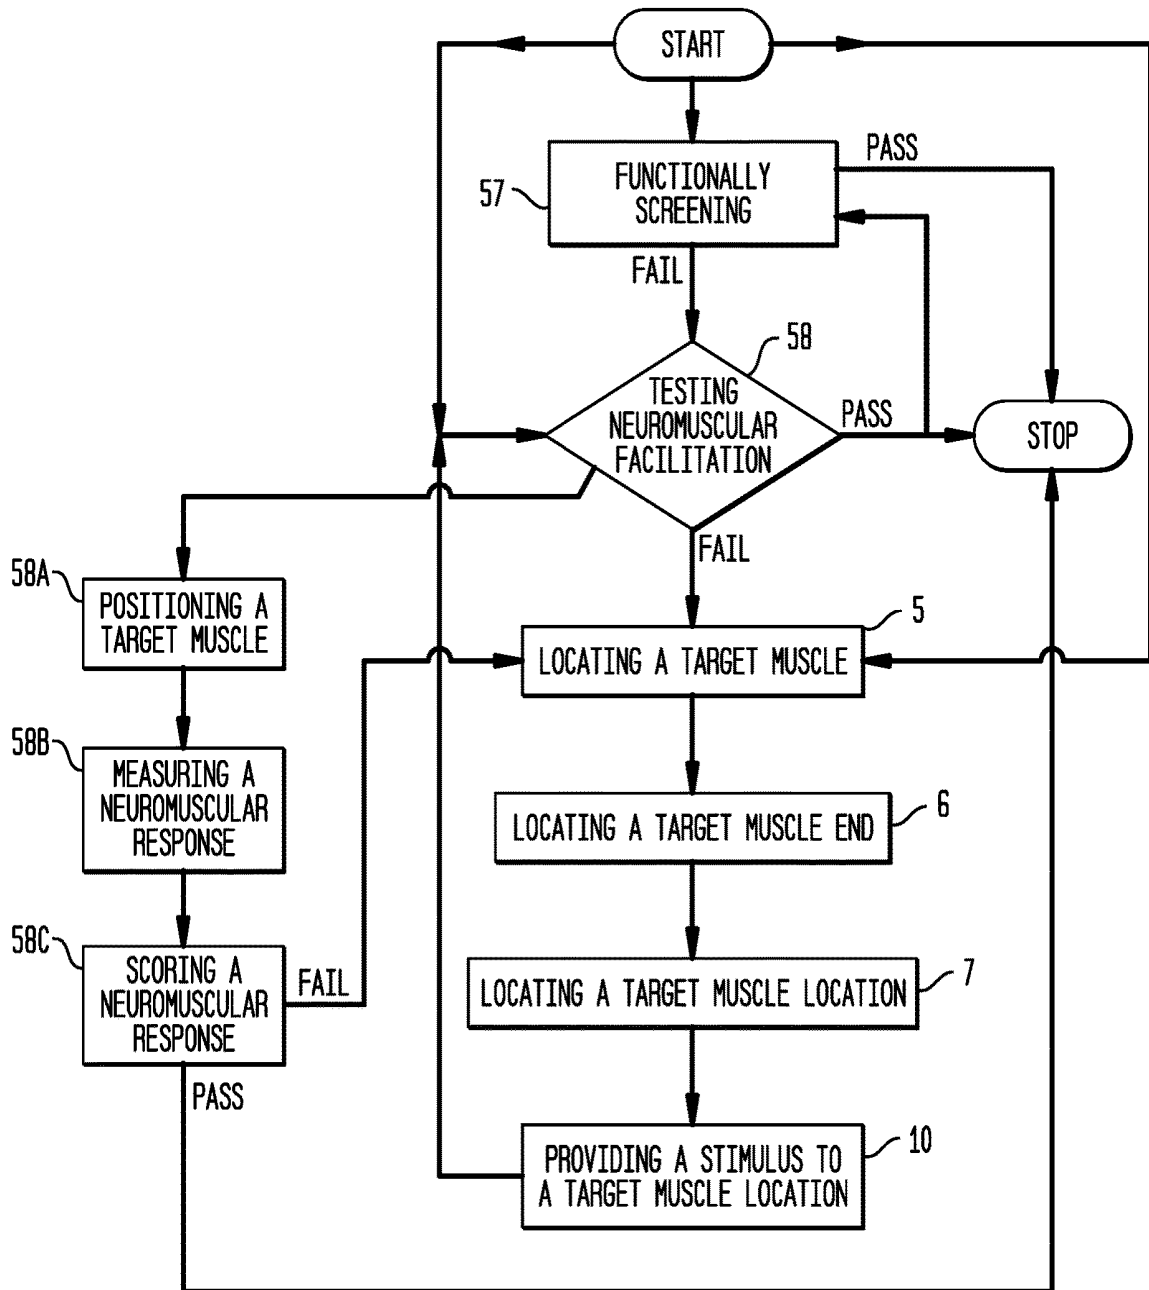 START
PASS
57
FUNCTIONALLY
SCREENING
FAIL
58
TESTING
NEUROMUSCULAR
FACILITATION
PASS
STOP
FAIL
58A
POSITIONING A
TARGET MUSCLE
5
LOCATING A TARGET MUSCLE
58B
MEASURING A
NEUROMUSCULAR
RESPONSE
6
LOCATING A TARGET MUSCLE END
58C
SCORING A
NEUROMUSCULAR
RESPONSE
FAIL
PASS
7
LOCATING A TARGET MUSCLE LOCATION
10
PROVIDING A STIMULUS TO
A TARGET MUSCLE LOCATION